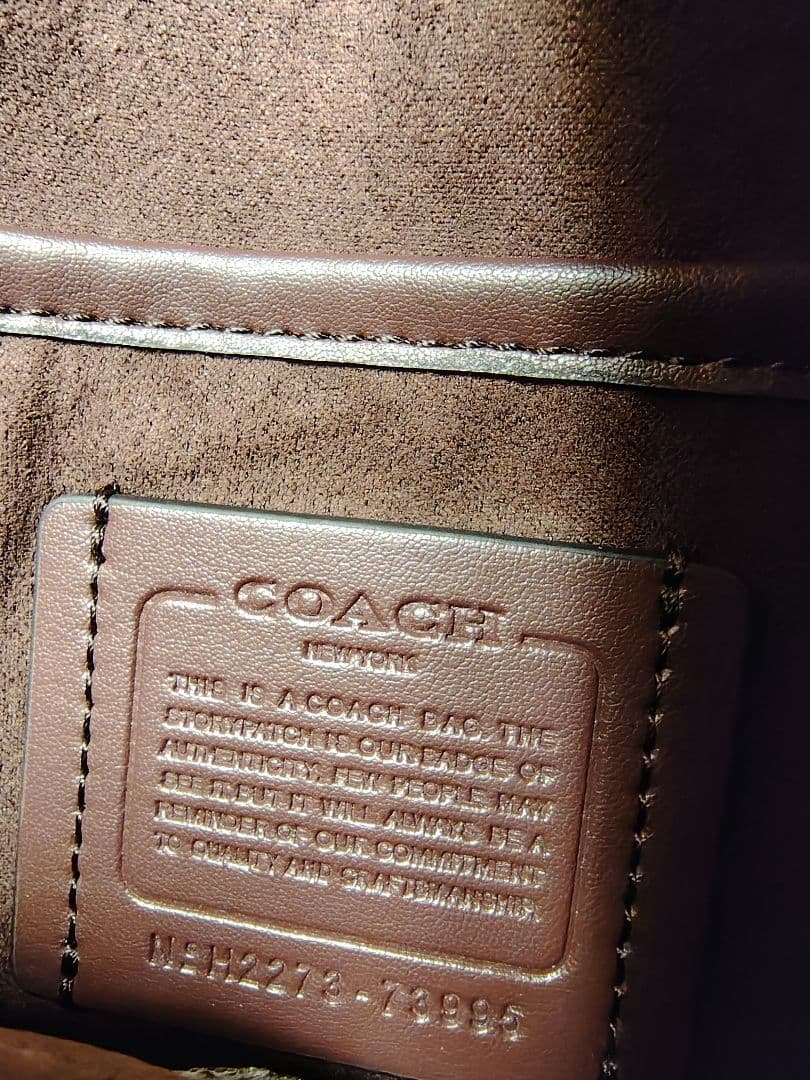 COACH
NEW YORK
THIS IS A COACH BAG. THE
STORYPATCH IS OUR BADGE OF
AUTHENTICITY. FEW PEOPLE MAY
SEE IT, BUT IT WILL ALWAYS BE A
REMINDER OF OUR COMMITMENT
TO QUALITY AND CRAFTSMANSHIP.
NºH2273-73995